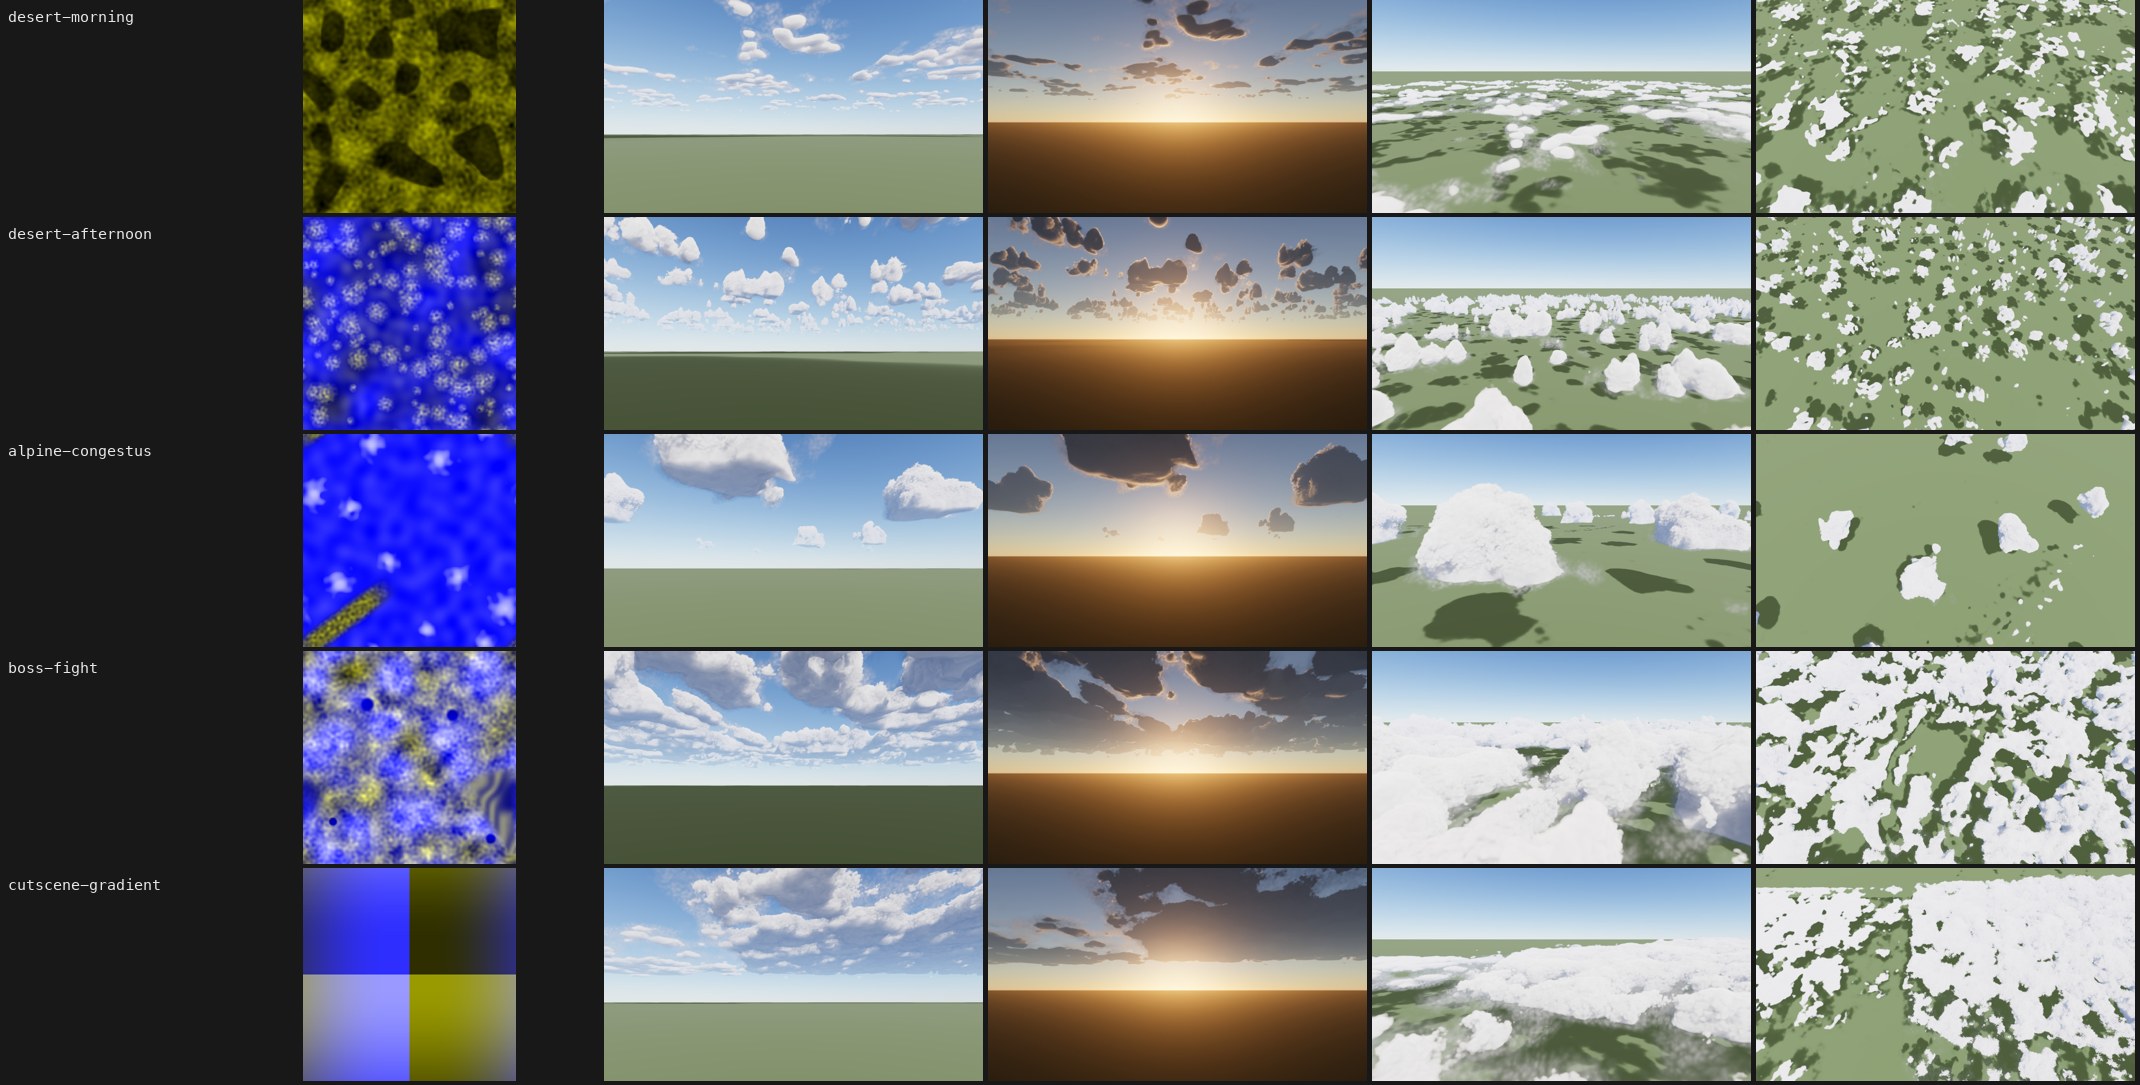 desert-morning
desert-afternoon
alpine-congestus
boss-fight
cutscene-gradient